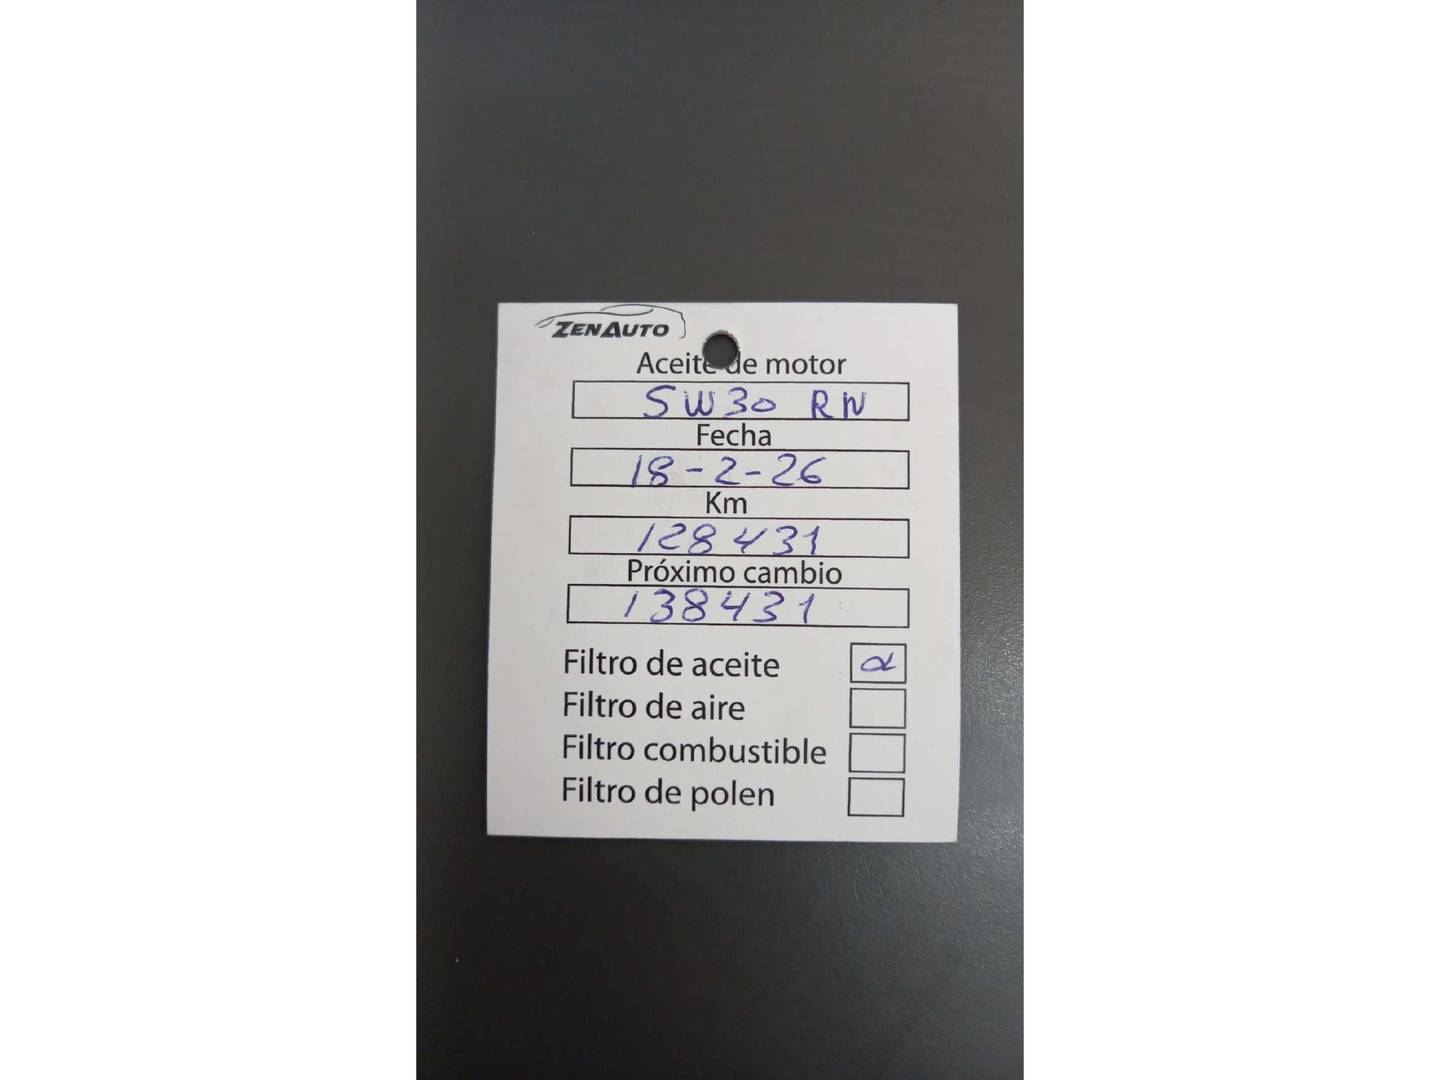 ZENAUTO
Aceite de motor
5W30 RN
Fecha
18-2-26
Km
128431
Próximo cambio
138431
Filtro de aceite
Filtro de aire
Filtro combustible
Filtro de polen